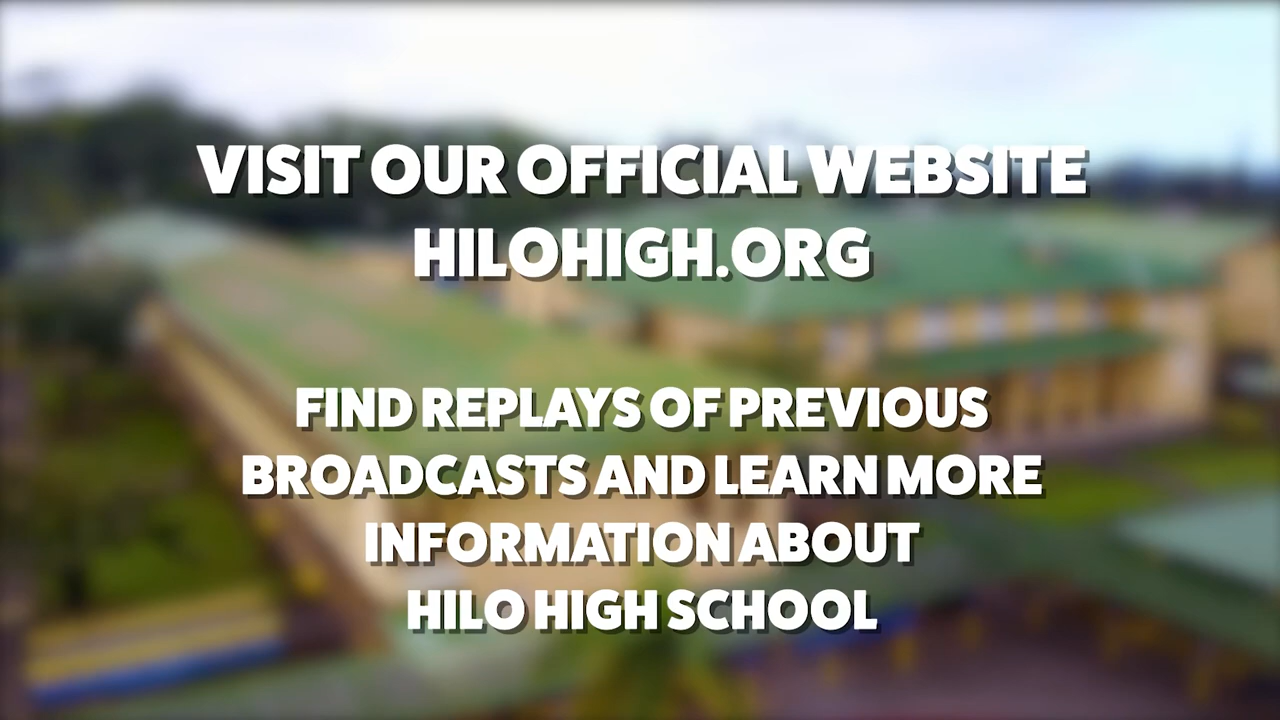 VISIT OUR OFFICIAL WEBSITE
HILOHIGH.ORG
FIND REPLAYS OF PREVIOUS
BROADCASTS AND LEARN MORE
INFORMATION ABOUT
HILO HIGH SCHOOL